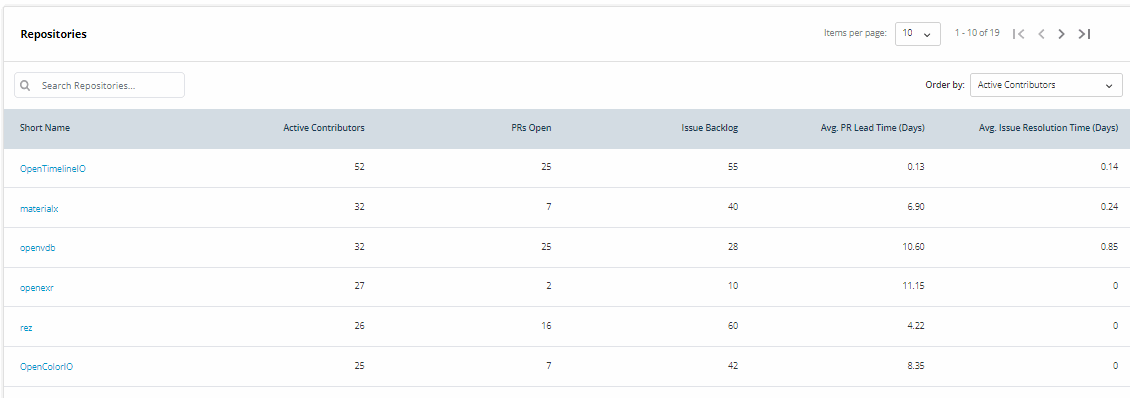 Repositories Items per page: 10 1 - 10 of 19
Search Repositories... Order by: Active Contributors
Short Name Active Contributors PRs Open Issue Backlog Avg. PR Lead Time (Days) Avg. Issue Resolution Time (Days)
OpenTimelineIO 52 25 55 0.13 0.14
materialx 32 7 40 6.90 0.24
openvdb 32 25 28 10.60 0.85
openexr 27 2 10 11.15 0
rez 26 16 60 4.22 0
OpenColorIO 25 7 42 8.35 0